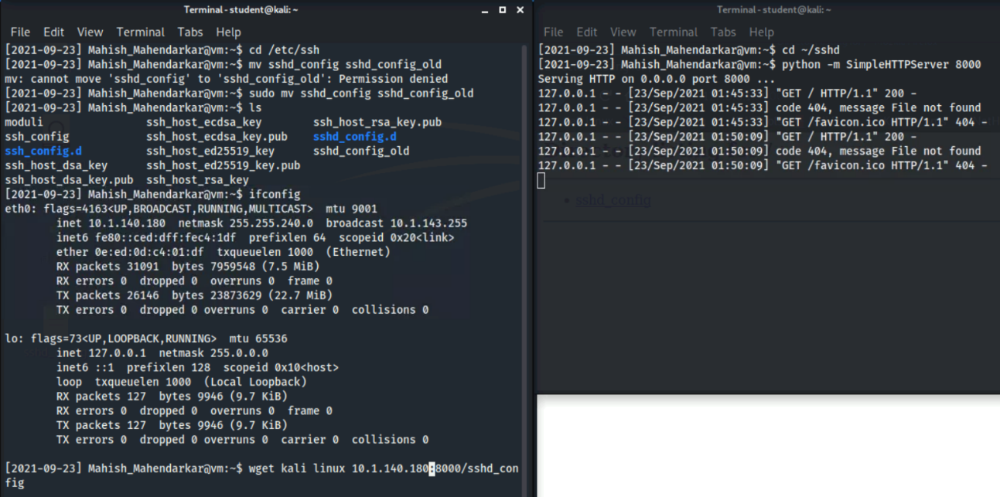 Terminal - student@kali: ~
File Edit View Terminal Tabs Help
[2021-09-23] Mahish_Mahendarkar@vm:~$ cd /etc/ssh
[2021-09-23] Mahish_Mahendarkar@vm:~$ mv sshd_config sshd_config_old
mv: cannot move 'sshd_config' to 'sshd_config_old': Permission denied
[2021-09-23] Mahish_Mahendarkar@vm:~$ sudo mv sshd_config sshd_config_old
[2021-09-23] Mahish_Mahendarkar@vm:~$ ls
moduli ssh_host_ecdsa_key ssh_host_rsa_key.pub
ssh_config ssh_host_ecdsa_key.pub sshd_config.d
ssh_config.d ssh_host_ed25519_key sshd_config_old
ssh_host_dsa_key ssh_host_ed25519_key.pub
ssh_host_dsa_key.pub ssh_host_rsa_key
[2021-09-23] Mahish_Mahendarkar@vm:~$ ifconfig
eth0: flags=4163<UP,BROADCAST,RUNNING,MULTICAST> mtu 9001
inet 10.1.140.180 netmask 255.255.240.0 broadcast 10.1.143.255
inet6 fe80::ced:dff:fec4:1df prefixlen 64 scopeid 0x20<link>
ether 0e:ed:0d:c4:01:df txqueuelen 1000 (Ethernet)
RX packets 31091 bytes 7959548 (7.5 MiB)
RX errors 0 dropped 0 overruns 0 frame 0
TX packets 26146 bytes 23873629 (22.7 MiB)
TX errors 0 dropped 0 overruns 0 carrier 0 collisions 0
lo: flags=73<UP,LOOPBACK,RUNNING> mtu 65536
inet 127.0.0.1 netmask 255.0.0.0
inet6 ::1 prefixlen 128 scopeid 0x10<host>
loop txqueuelen 1000 (Local Loopback)
RX packets 127 bytes 9946 (9.7 KiB)
RX errors 0 dropped 0 overruns 0 frame 0
TX packets 127 bytes 9946 (9.7 KiB)
TX errors 0 dropped 0 overruns 0 carrier 0 collisions 0
[2021-09-23] Mahish_Mahendarkar@vm:~$ wget kali linux 10.1.140.180:8000/sshd_con
fig
Terminal - student@kali: ~
File Edit View Terminal Tabs Help
[2021-09-23] Mahish_Mahendarkar@vm:~$ cd ~/sshd
[2021-09-23] Mahish_Mahendarkar@vm:~$ python -m SimpleHTTPServer 8000
Serving HTTP on 0.0.0.0 port 8000 ...
127.0.0.1 - - [23/Sep/2021 01:45:33] "GET / HTTP/1.1" 200 -
127.0.0.1 - - [23/Sep/2021 01:45:33] code 404, message File not found
127.0.0.1 - - [23/Sep/2021 01:45:33] "GET /favicon.ico HTTP/1.1" 404 -
127.0.0.1 - - [23/Sep/2021 01:50:09] "GET / HTTP/1.1" 200 -
127.0.0.1 - - [23/Sep/2021 01:50:09] code 404, message File not found
127.0.0.1 - - [23/Sep/2021 01:50:09] "GET /favicon.ico HTTP/1.1" 404 -
sshd_config